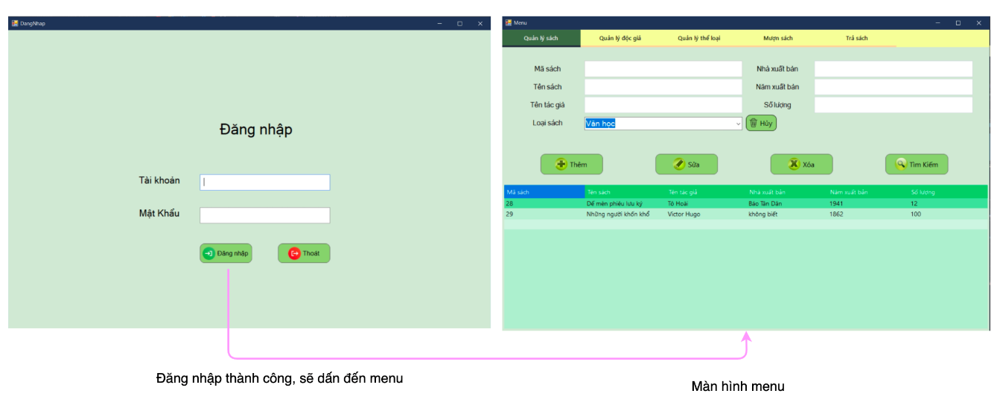 DangNhap
Đăng nhập
Tài khoản
Mật Khẩu
Đăng nhập
Thoát
Đăng nhập thành công, sẽ dấn đến menu
Menu
Quản lý sách
Quản lý độc giả
Quản lý thể loại
Mượn sách
Trả sách
Mã sách
Nhà xuất bản
Tên sách
Năm xuất bản
Tên tác giả
Số lượng
Loại sách
Văn học
Hủy
Thêm
Sửa
Xóa
Tìm Kiếm
Mã sách Tên sách Tên tác giả Nhà xuất bản Năm xuất bản Số lượng
28 Dế mèn phiêu lưu ký Tô Hoài Báo Tân Dân 1941 12
29 Những người khốn khổ Victor Hugo không biết 1862 100
Màn hình menu